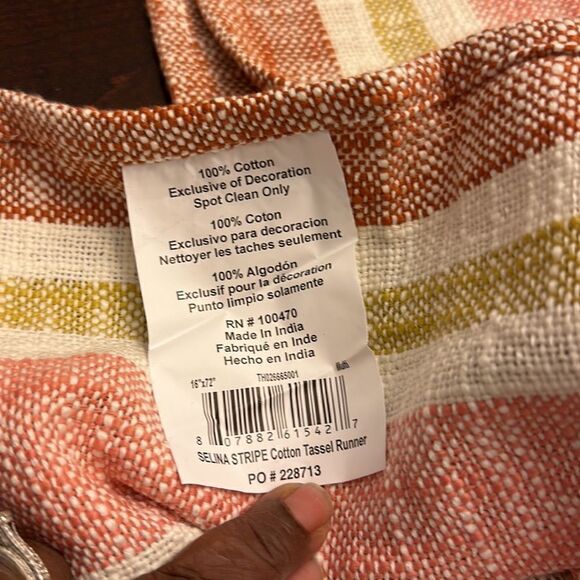 100% Cotton
Exclusive of Decoration
Spot Clean Only
100% Coton
Exclusivo para decoracion
Nettoyer les taches seulement
100% Algodón
Exclusif pour la décoration
Punto limpio solamente
RN # 100470
Made In India
Fabriqué en Inde
Hecho en India
16"x72" TH026665001 Multi
8 07882 61542 7
SELINA STRIPE Cotton Tassel Runner
PO # 228713